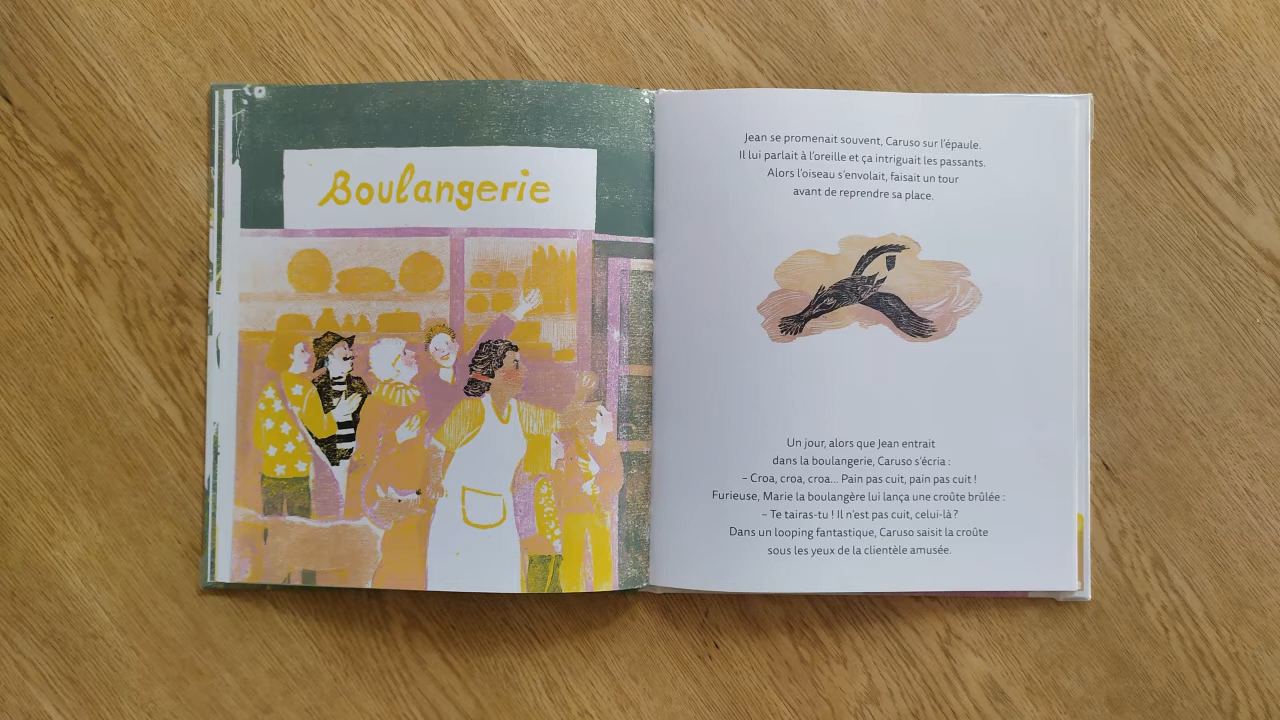 Boulangerie
Jean se promenait souvent, Caruso sur l'épaule.
Il lui parlait à l'oreille et ça intriguait les passants.
Alors l'oiseau s'envolait, faisait un tour
avant de reprendre sa place.
Un jour, alors que Jean entrait
dans la boulangerie, Caruso s'écria :
– Croa, croa, croa... Pain pas cuit, pain pas cuit !
Furieuse, Marie la boulangère lui lança une croûte brûlée :
– Te tairas-tu ! Il n'est pas cuit, celui-là ?
Dans un looping fantastique, Caruso saisit la croûte
sous les yeux de la clientèle amusée.